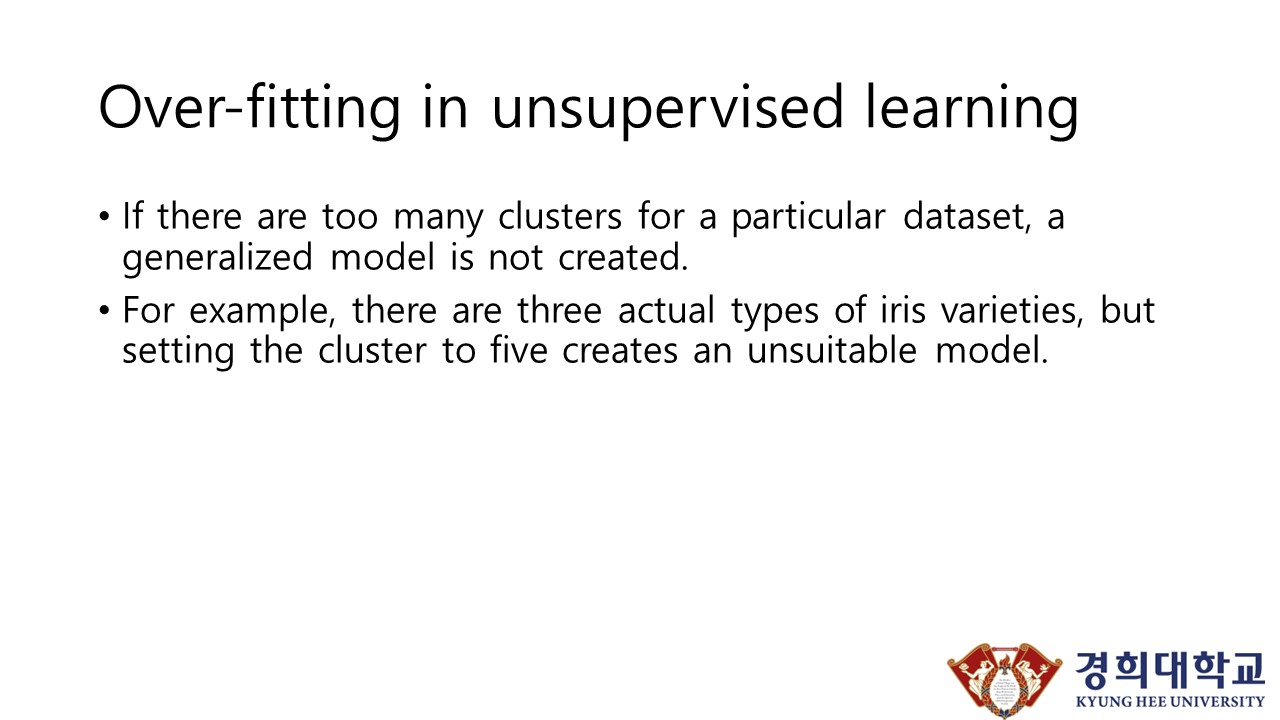 Over-fitting in unsupervised learning
• If there are too many clusters for a particular dataset, a
generalized model is not created.
• For example, there are three actual types of iris varieties, but
setting the cluster to five creates an unsuitable model.
경희대학교
KYUNG HEE UNIVERSITY